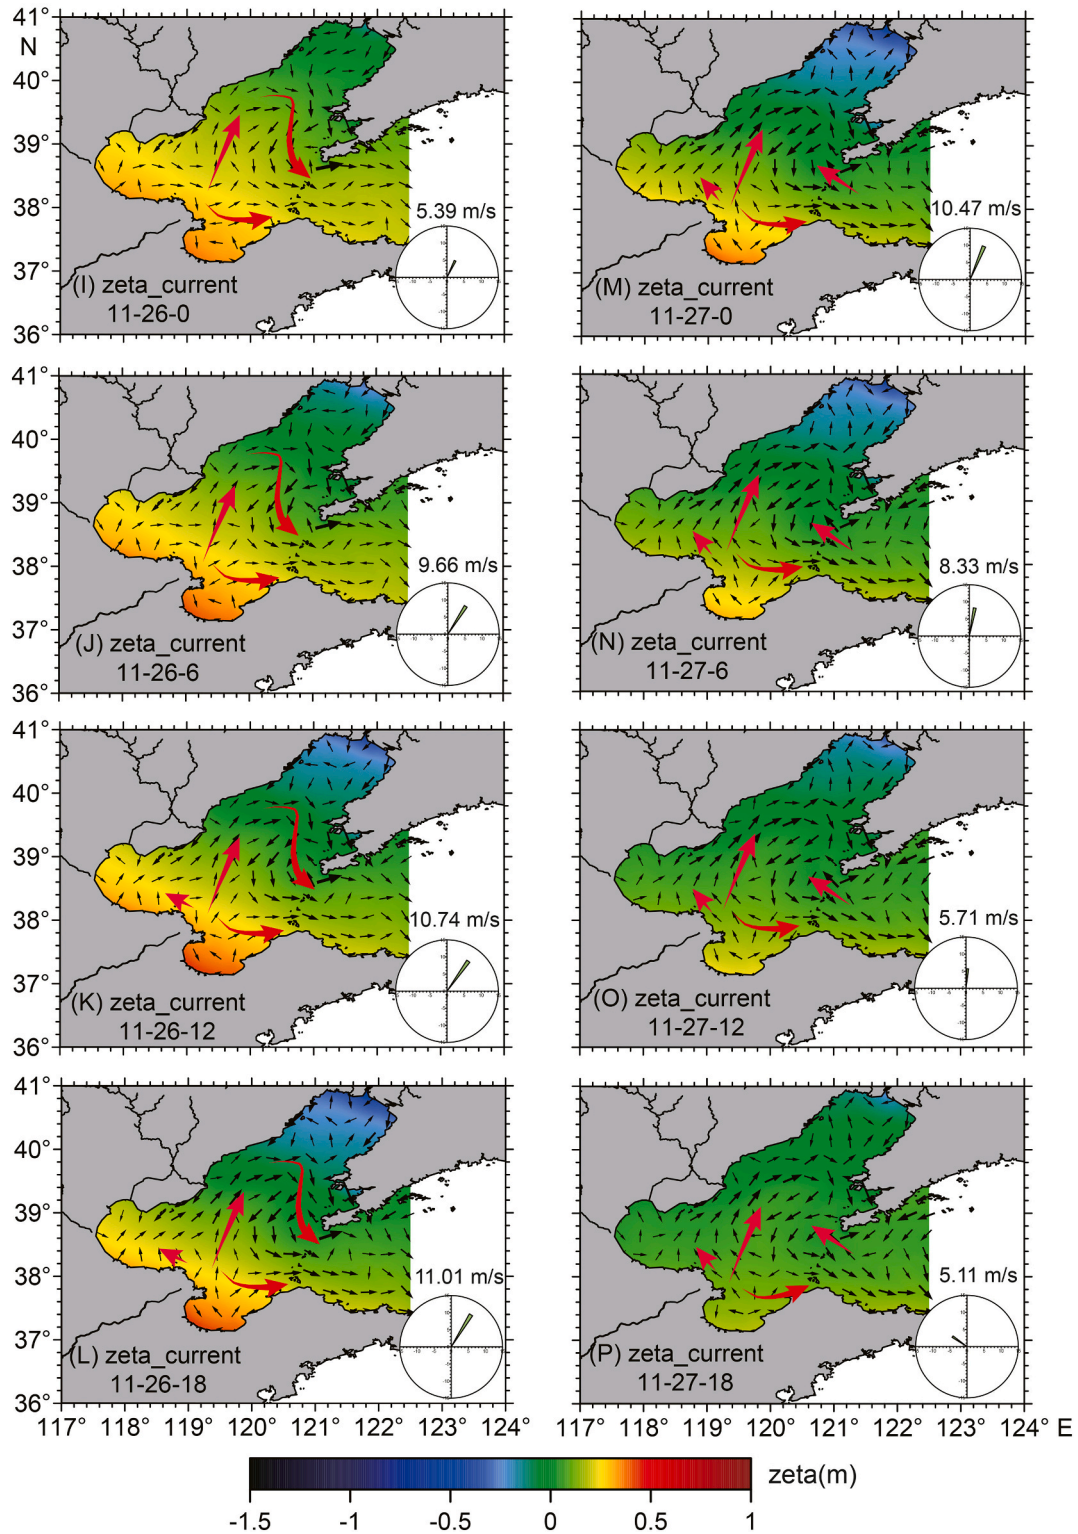 41°
N
40°
39°
38°
37°
36°
5.39 m/s
(I) zeta_current
11-26-0
10.47 m/s
(M) zeta_current
11-27-0
41°
40°
39°
38°
37°
36°
9.66 m/s
(J) zeta_current
11-26-6
8.33 m/s
(N) zeta_current
11-27-6
41°
40°
39°
38°
37°
36°
10.74 m/s
(K) zeta_current
11-26-12
5.71 m/s
(O) zeta_current
11-27-12
41°
40°
39°
38°
37°
36°
11.01 m/s
(L) zeta_current
11-26-18
5.11 m/s
(P) zeta_current
11-27-18
117° 118° 119° 120° 121° 122° 123° 124° 117° 118° 119° 120° 121° 122° 123° 124° E
zeta(m)
-1.5 -1 -0.5 0 0.5 1